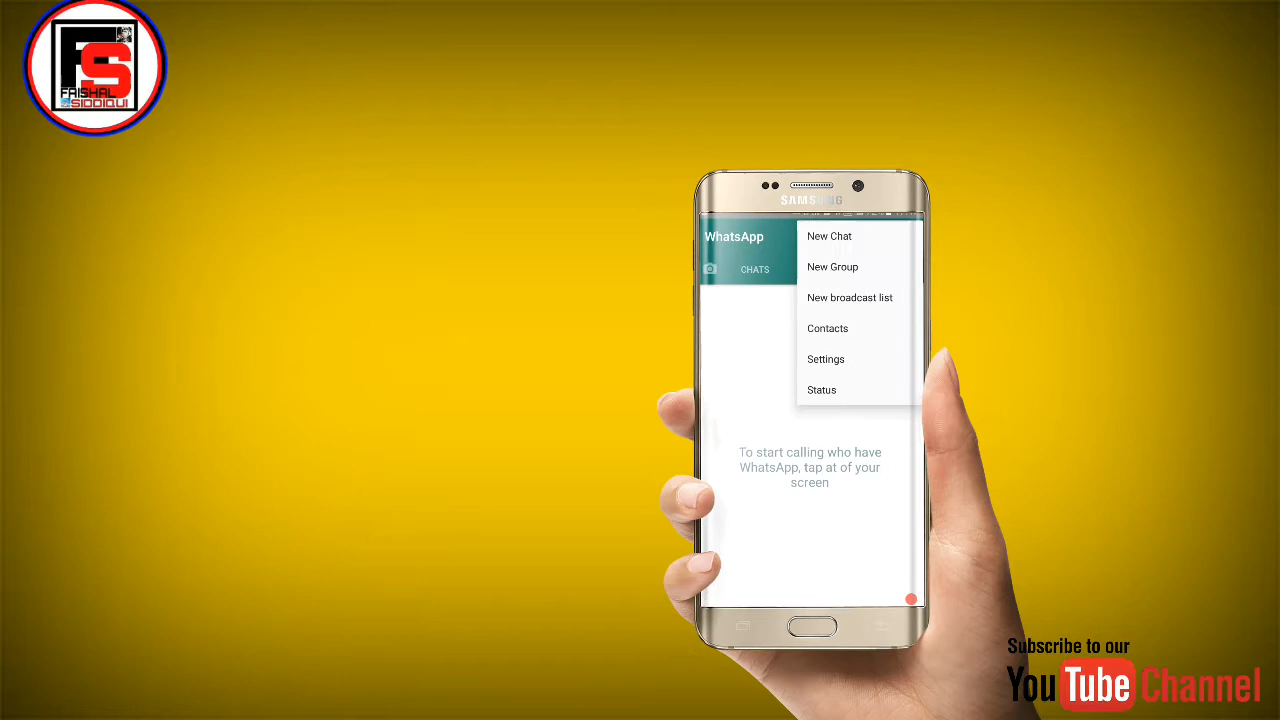 FS
FAISHAL
SIDDIQUI
SAMSUNG
WhatsApp
CHATS
New Chat
New Group
New broadcast list
Contacts
Settings
Status
To start calling who have
WhatsApp, tap at of your
screen
Subscribe to our
YouTube Channel